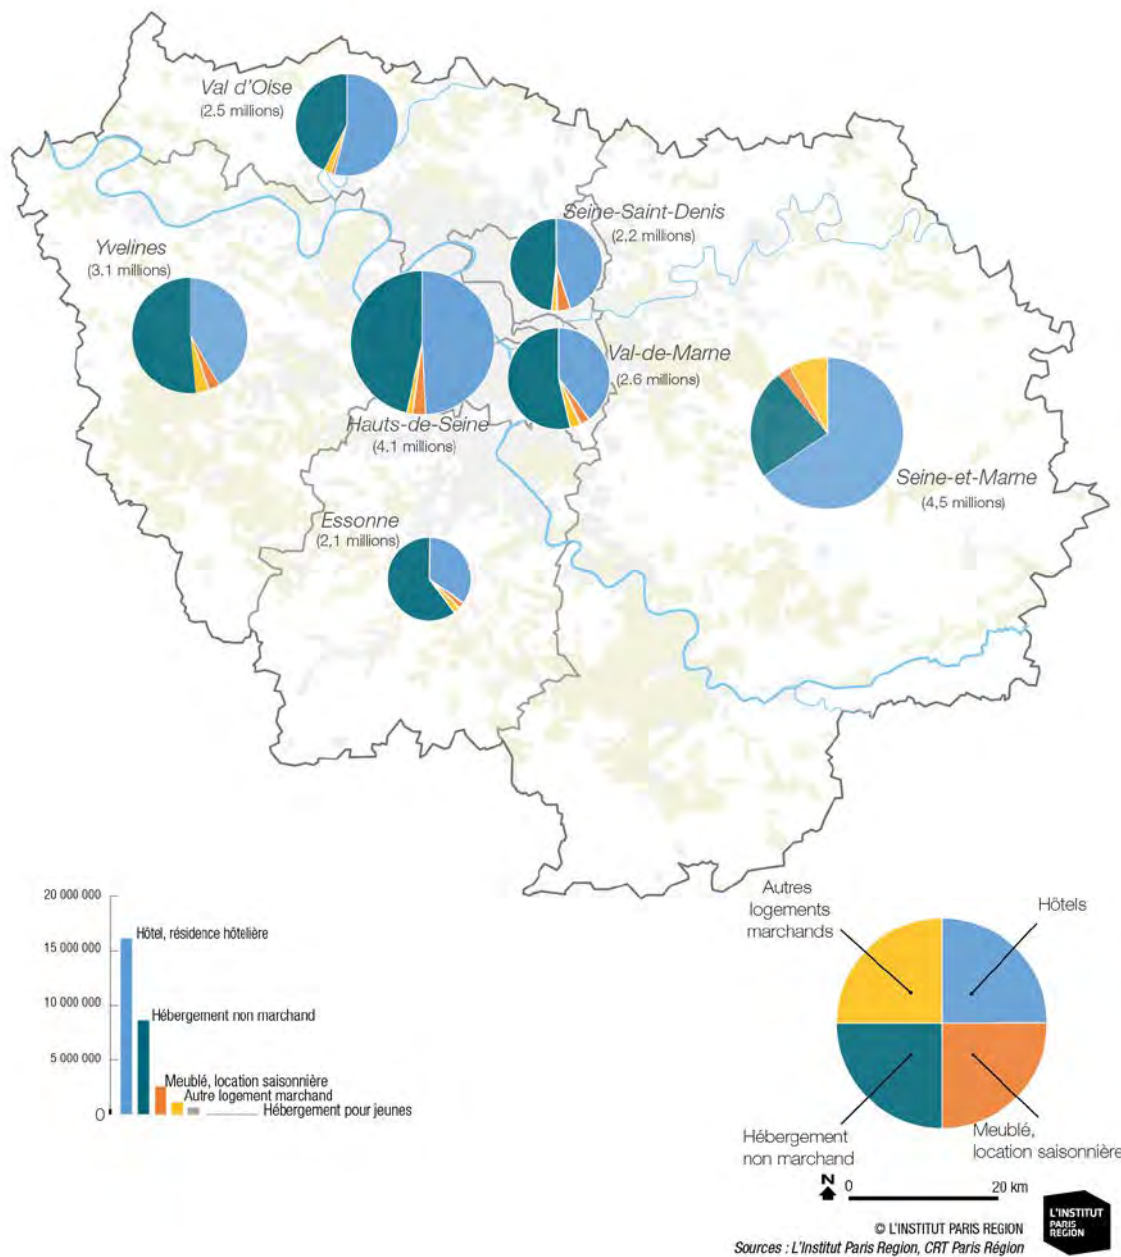 Val d'Oise
(2.5 millions)
Seine-Saint-Denis
(2,2 millions)
Yvelines
(3.1 millions)
Val-de-Marne
(2.6 millions)
Hauts-de-Seine
(4.1 millions)
Seine-et-Marne
(4,5 millions)
Essonne
(2,1 millions)
20 000 000
15 000 000
10 000 000
5 000 000
0
Hôtel, résidence hôtelière
Hébergement non marchand
Meublé, location saisonnière
Autre logement marchand
Hébergement pour jeunes
Autres
logements
marchands
Hôtels
Hébergement
non marchand
Meublé,
location saisonnière
N
0
20 km
L'INSTITUT
PARIS
REGION
© L'INSTITUT PARIS REGION
Sources : L'Institut Paris Region, CRT Paris Région